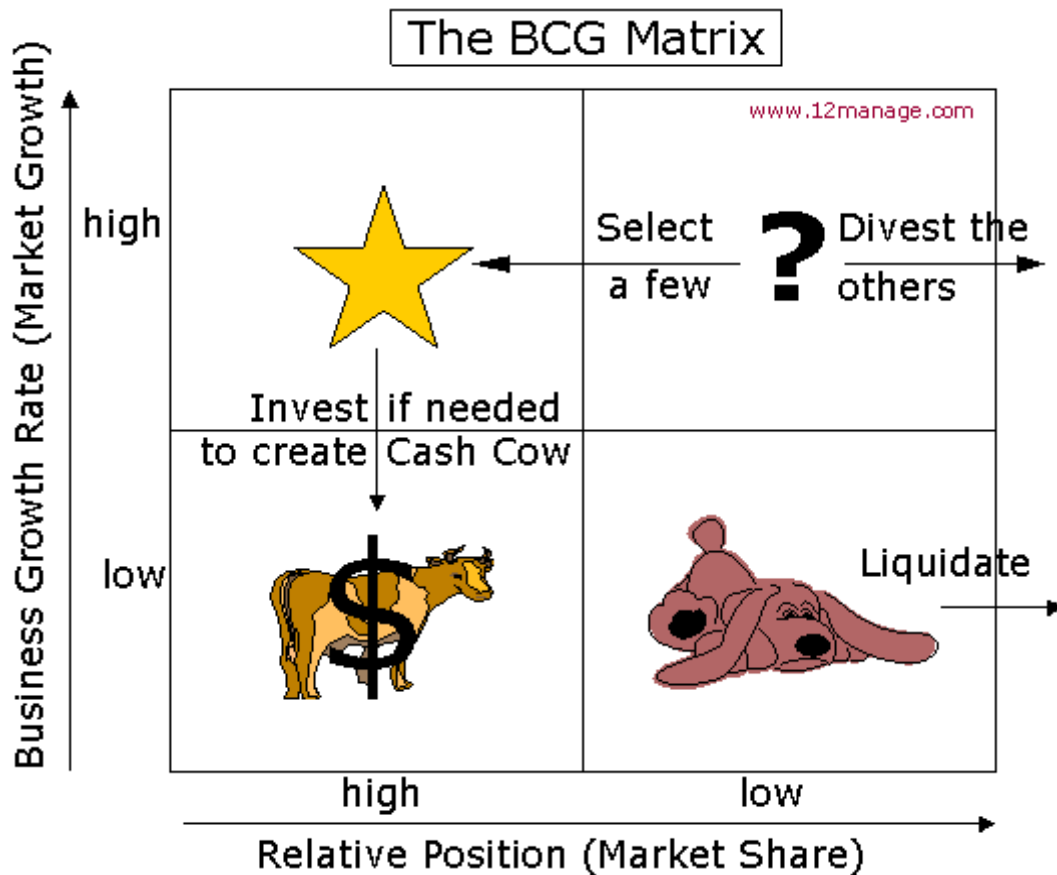 The BCG Matrix
www.12manage.com
Business Growth Rate (Market Growth)
high
Select
a few
?
Divest the
others
Invest if needed
to create Cash Cow
low
$
Liquidate
high
low
Relative Position (Market Share)